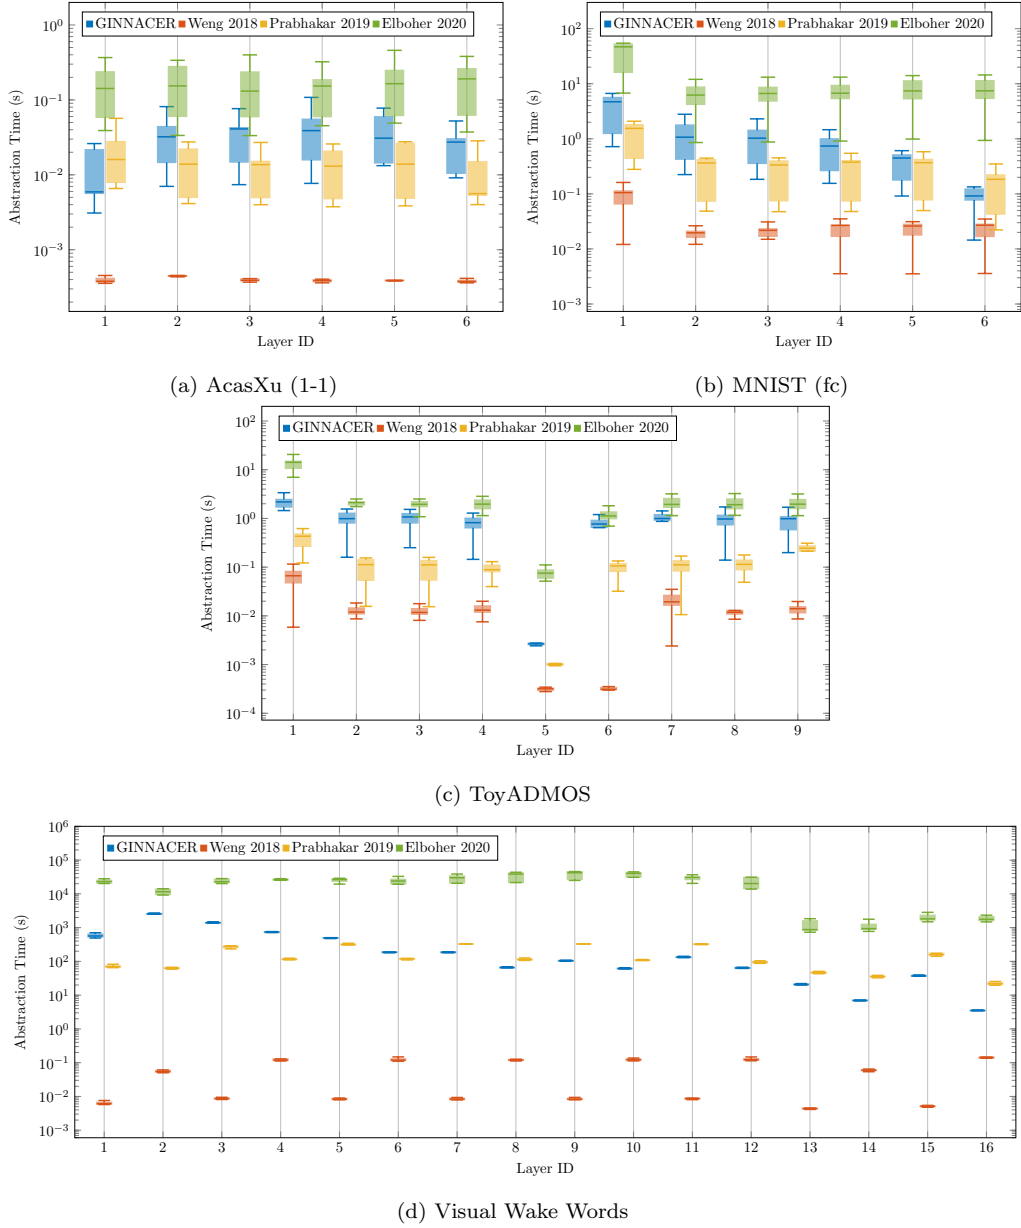 GINNACER Weng 2018 Prabhakar 2019 Elboher 2020
Abstraction Time (s)
10^0
10^-1
10^-2
10^-3
1 2 3 4 5 6
Layer ID
(a) AcasXu (1-1)
GINNACER Weng 2018 Prabhakar 2019 Elboher 2020
Abstraction Time (s)
10^2
10^1
10^0
10^-1
10^-2
10^-3
1 2 3 4 5 6
Layer ID
(b) MNIST (fc)
GINNACER Weng 2018 Prabhakar 2019 Elboher 2020
Abstraction Time (s)
10^2
10^1
10^0
10^-1
10^-2
10^-3
10^-4
1 2 3 4 5 6 7 8 9
Layer ID
(c) ToyADMOS
GINNACER Weng 2018 Prabhakar 2019 Elboher 2020
Abstraction Time (s)
10^6
10^5
10^4
10^3
10^2
10^1
10^0
10^-1
10^-2
10^-3
1 2 3 4 5 6 7 8 9 10 11 12 13 14 15 16
Layer ID
(d) Visual Wake Words